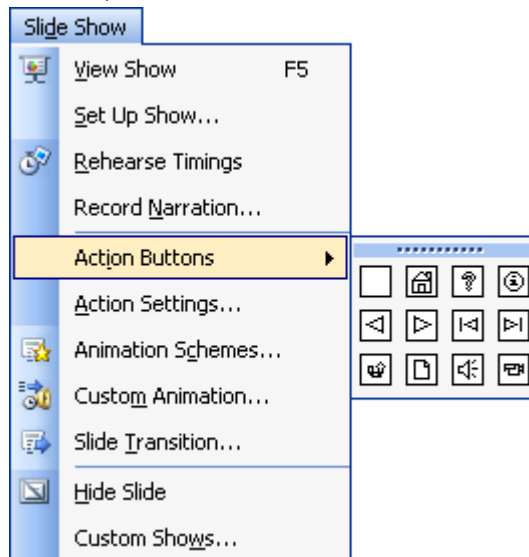 Slide Show
View Show F5
Set Up Show...
Rehearse Timings
Record Narration...
Action Buttons
Action Settings...
Animation Schemes...
Custom Animation...
Slide Transition...
Hide Slide
Custom Shows...